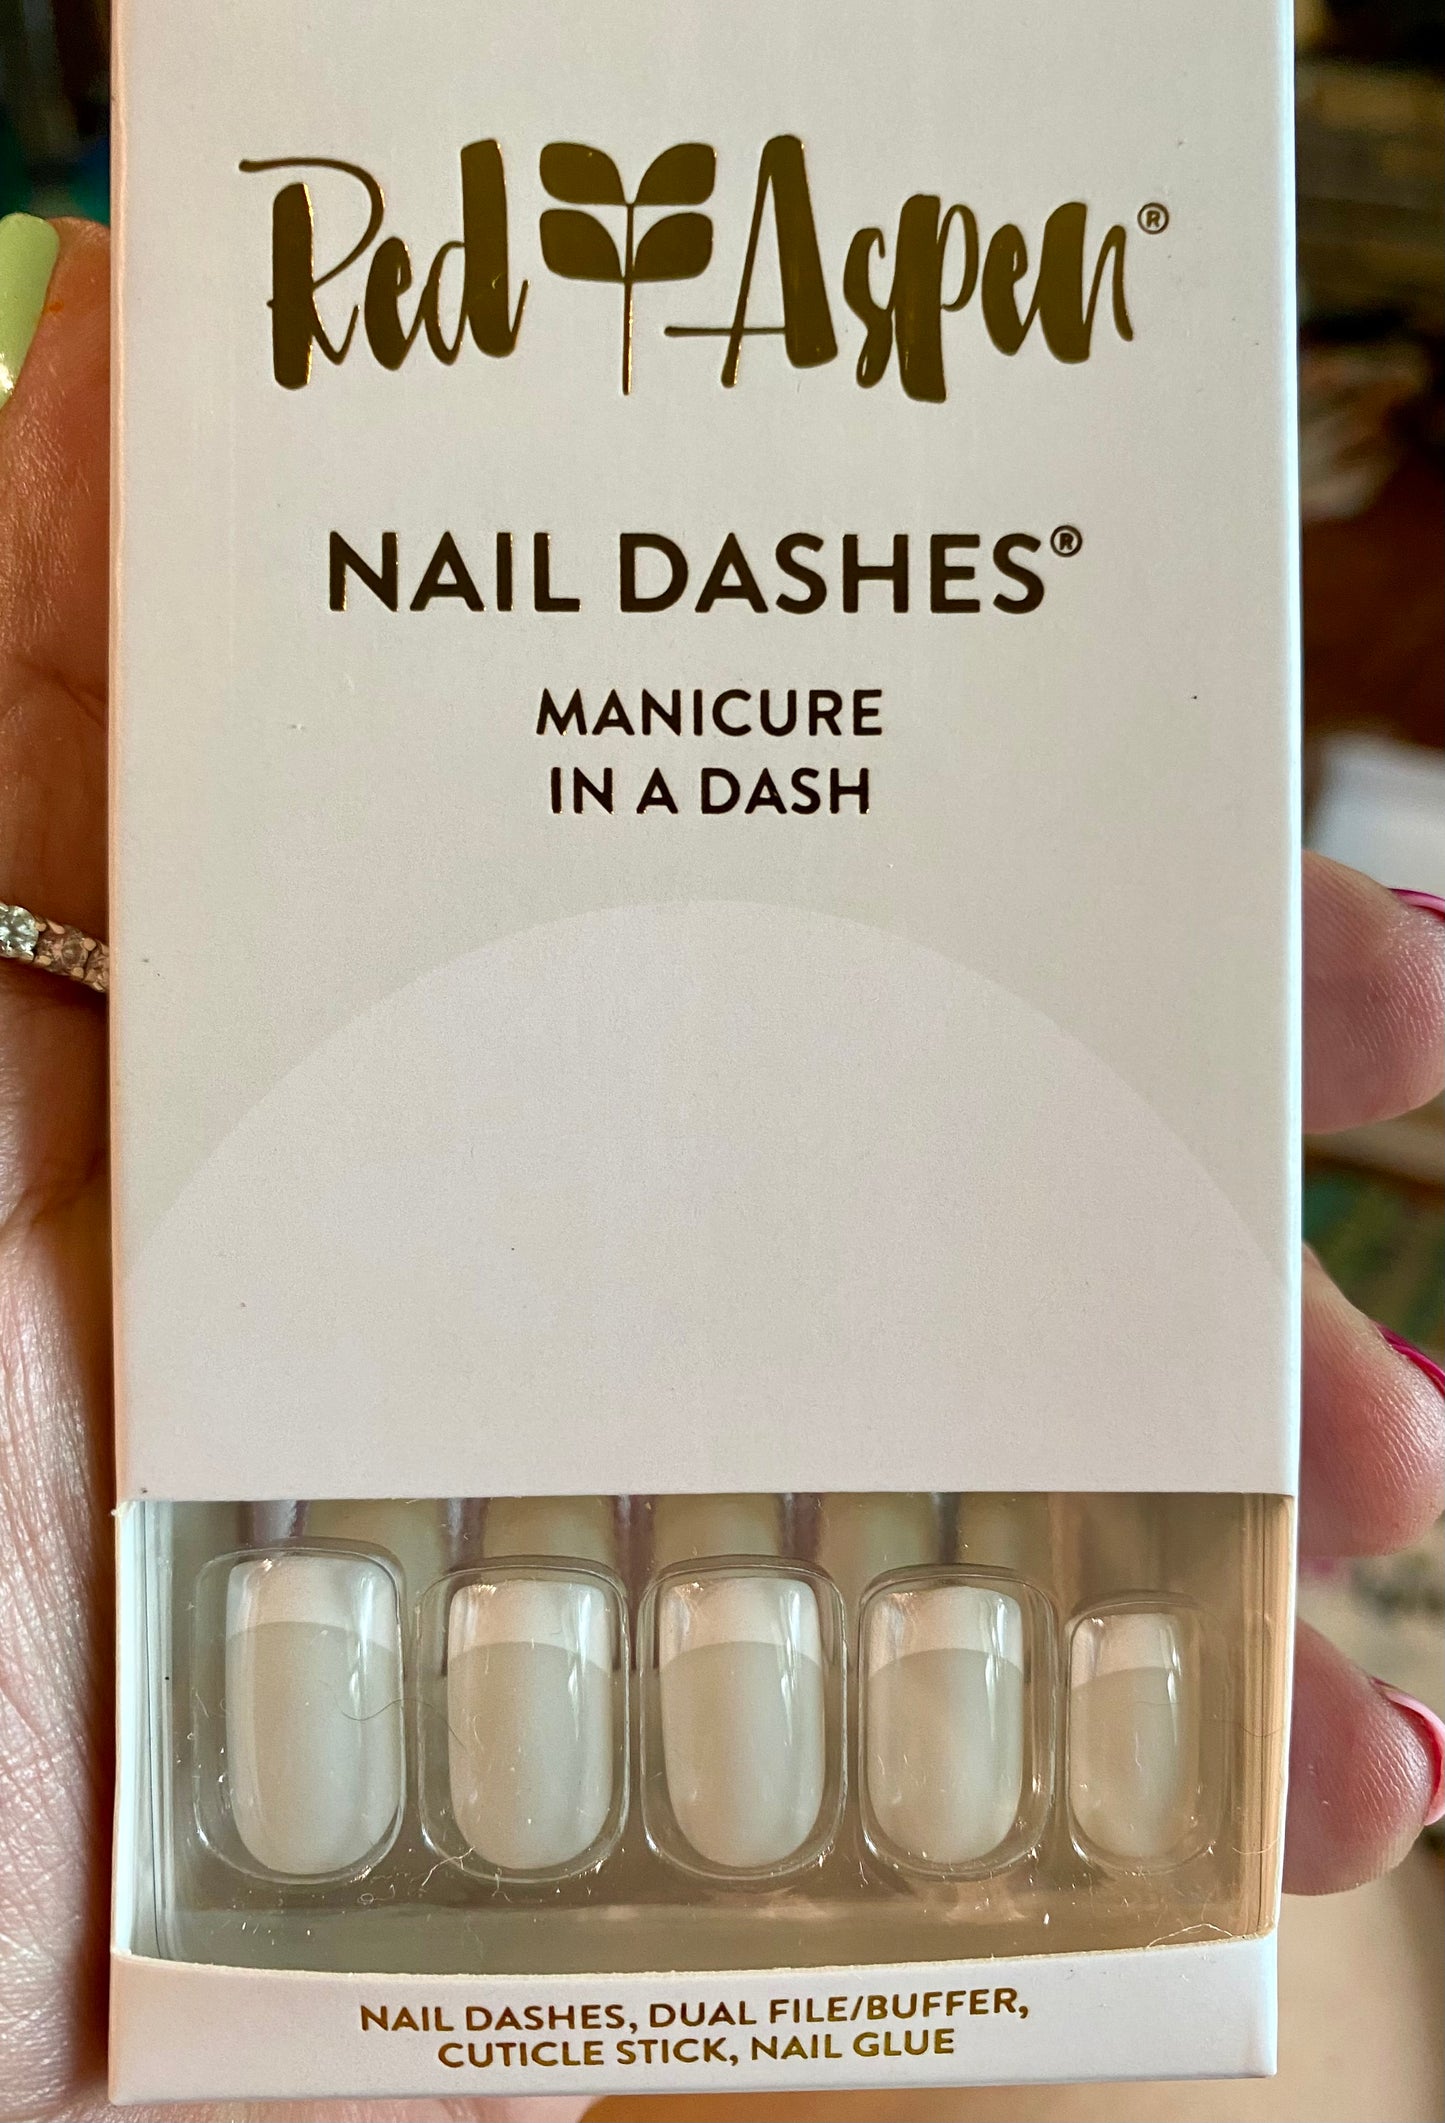 Red Aspen®
NAIL DASHES®
MANICURE
IN A DASH
NAIL DASHES, DUAL FILE/BUFFER,
CUTICLE STICK, NAIL GLUE